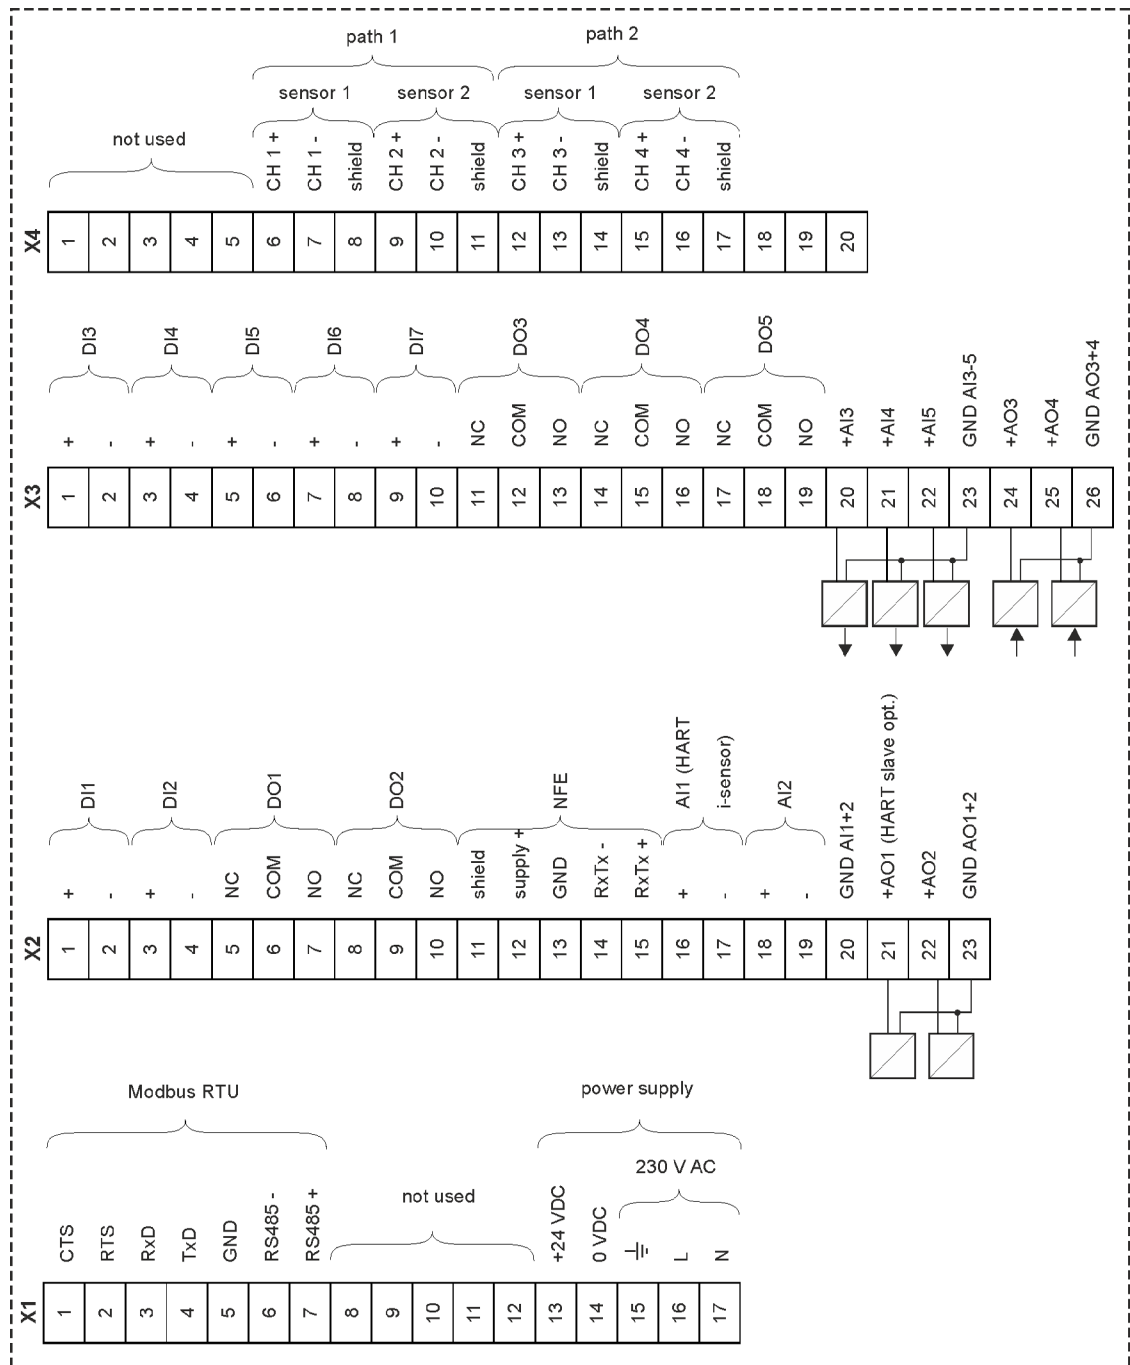 path 1
path 2
sensor 1
sensor 2
sensor 1
sensor 2
not used
CH 1 +
CH 1 -
shield
CH 2 +
CH 2 -
shield
CH 3 +
CH 3 -
shield
CH 4 +
CH 4 -
shield
X4
1 2 3 4 5 6 7 8 9 10 11 12 13 14 15 16 17 18 19 20
DI3
DI4
DI5
DI6
DI7
DO3
DO4
DO5
+
-
+
-
+
-
+
-
+
-
NC
COM
NO
NC
COM
NO
NC
COM
NO
+AI3
+AI4
+AI5
GND AI3-5
+AO3
+AO4
GND AO3+4
X3
1 2 3 4 5 6 7 8 9 10 11 12 13 14 15 16 17 18 19 20 21 22 23 24 25 26
DI1
DI2
DO1
DO2
NFE
AI1 (HART
i-sensor)
AI2
+
-
+
-
NC
COM
NO
NC
COM
NO
shield
supply +
GND
RxTx -
RxTx +
+
-
+
-
GND AI1+2
+AO1 (HART slave opt.)
+AO2
GND AO1+2
X2
1 2 3 4 5 6 7 8 9 10 11 12 13 14 15 16 17 18 19 20 21 22 23
Modbus RTU
power supply
230 V AC
not used
CTS
RTS
RxD
TxD
GND
RS485 -
RS485 +
+24 VDC
0 VDC
L
N
X1
1 2 3 4 5 6 7 8 9 10 11 12 13 14 15 16 17